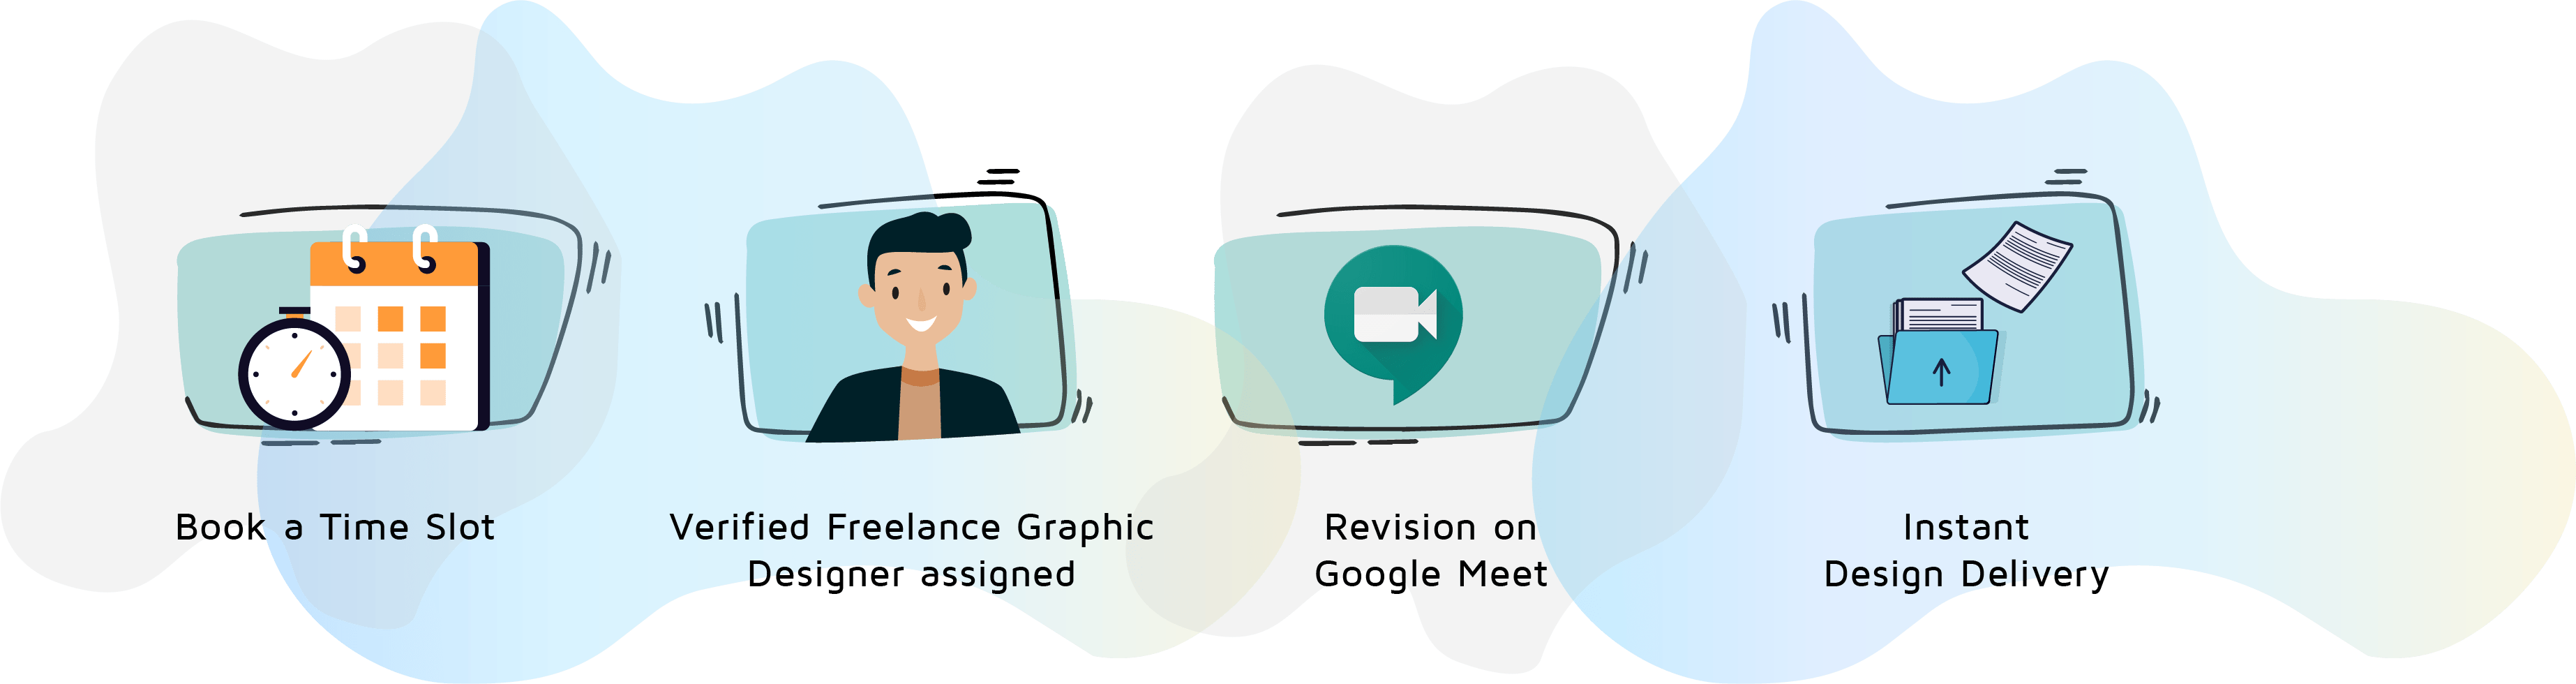 Book a Time Slot
Verified Freelance Graphic
Designer assigned
Revision on
Google Meet
Instant
Design Delivery